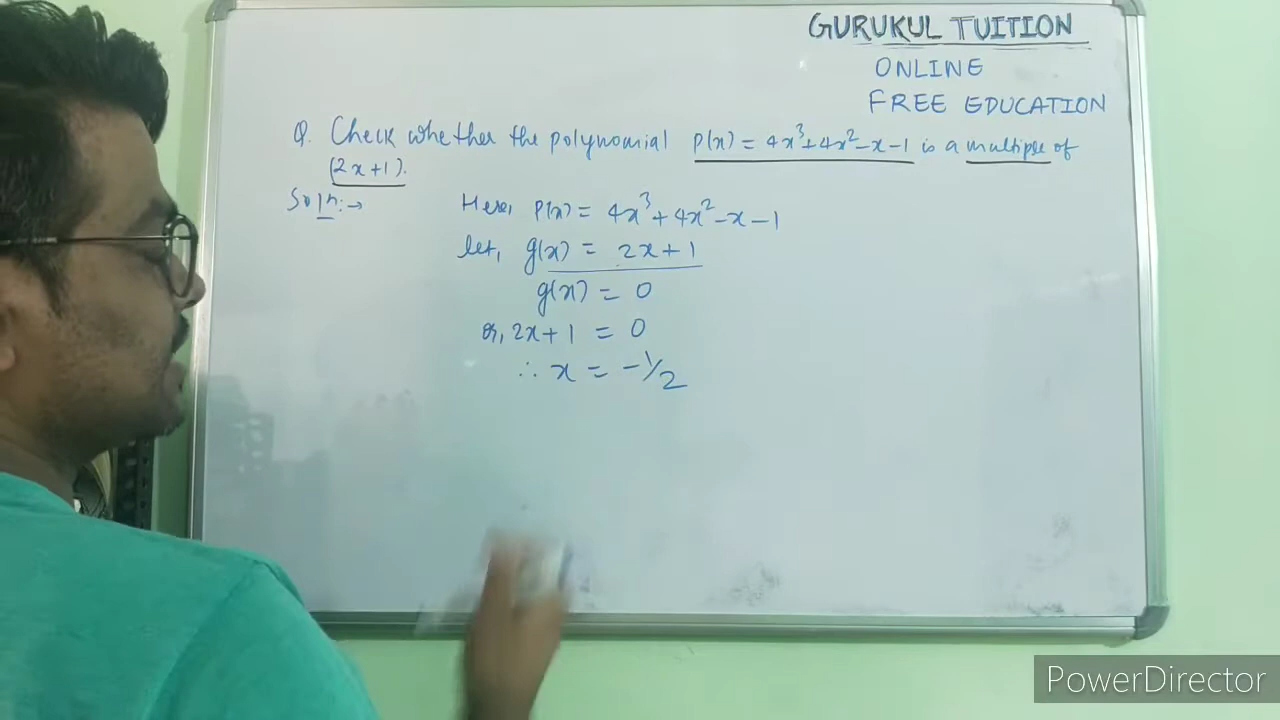 GURUKUL TUITION
ONLINE
FREE EDUCATION
Q. Check whether the polynomial P(x) = 4x³+4x²-x-1 is a multiple of
(2x+1).
Soln:→
Here, P(x) = 4x³+4x²-x-1
let, g(x) = 2x+1
g(x) = 0
or, 2x+1 = 0
∴ x = -1/2
PowerDirector